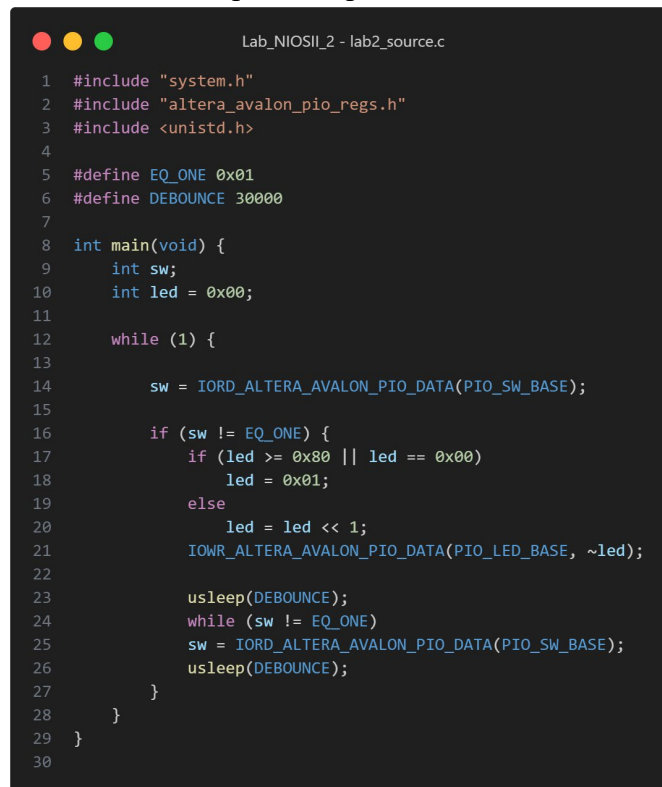 Lab_NIOSII_2 - lab2_source.c
1 #include "system.h"
2 #include "altera_avalon_pio_regs.h"
3 #include <unistd.h>
4
5 #define EQ_ONE 0x01
6 #define DEBOUNCE 30000
7
8 int main(void) {
9     int sw;
10     int led = 0x00;
11
12     while (1) {
13
14         sw = IORD_ALTERA_AVALON_PIO_DATA(PIO_SW_BASE);
15
16         if (sw != EQ_ONE) {
17             if (led >= 0x80 || led == 0x00)
18                 led = 0x01;
19             else
20                 led = led << 1;
21             IOWR_ALTERA_AVALON_PIO_DATA(PIO_LED_BASE, ~led);
22
23             usleep(DEBOUNCE);
24             while (sw != EQ_ONE)
25             sw = IORD_ALTERA_AVALON_PIO_DATA(PIO_SW_BASE);
26             usleep(DEBOUNCE);
27         }
28     }
29 }
30